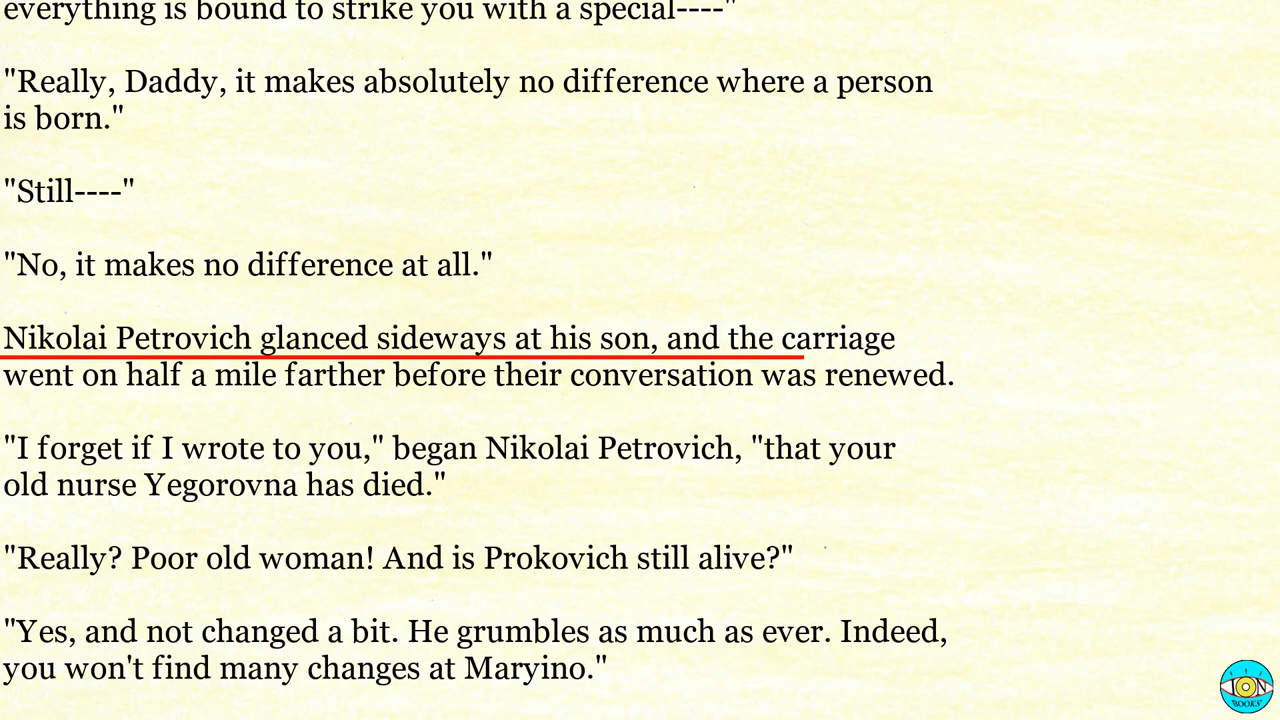 everything is bound to strike you with a special----"
"Really, Daddy, it makes absolutely no difference where a person
is born."
"Still----"
"No, it makes no difference at all."
Nikolai Petrovich glanced sideways at his son, and the carriage
went on half a mile farther before their conversation was renewed.
"I forget if I wrote to you," began Nikolai Petrovich, "that your
old nurse Yegorovna has died."
"Really? Poor old woman! And is Prokovich still alive?"
"Yes, and not changed a bit. He grumbles as much as ever. Indeed,
you won't find many changes at Maryino."
ION
BOOKS